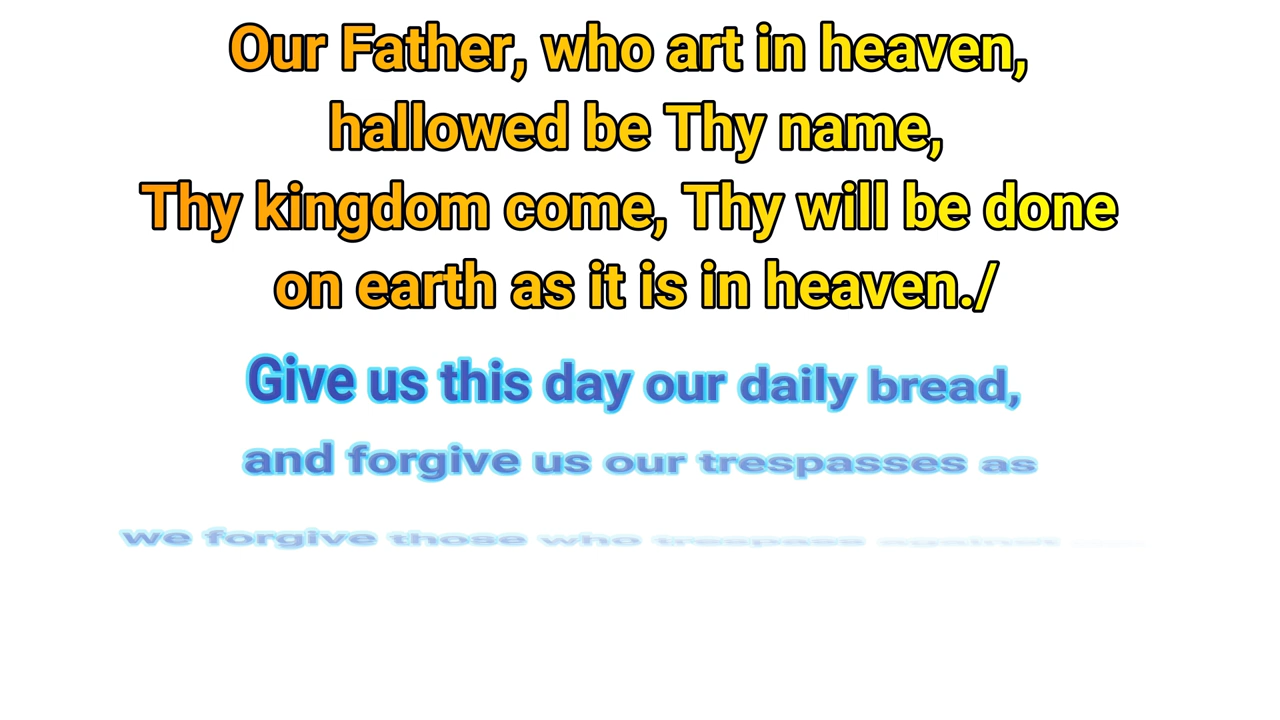 Our Father, who art in heaven,
hallowed be Thy name,
Thy kingdom come, Thy will be done
on earth as it is in heaven./
Give us this day our daily bread,
and forgive us our trespasses as
we forgive those who trespass against